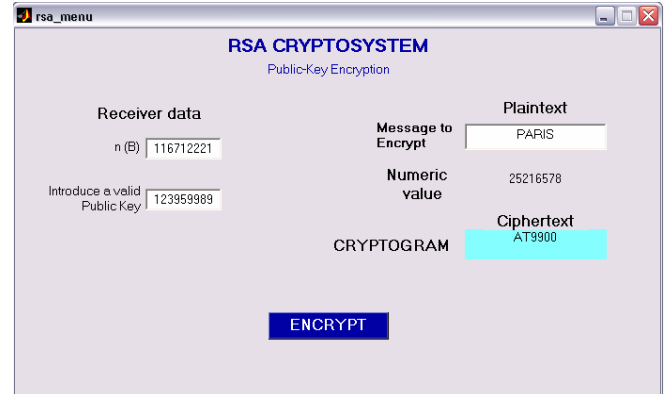 rsa_menu
RSA CRYPTOSYSTEM
Public-Key Encryption
Receiver data
n (B) 116712221
Introduce a valid
Public Key 123959989
Plaintext
Message to
Encrypt
PARIS
Numeric
value
25216578
Ciphertext
CRYPTOGRAM
AT9900
ENCRYPT